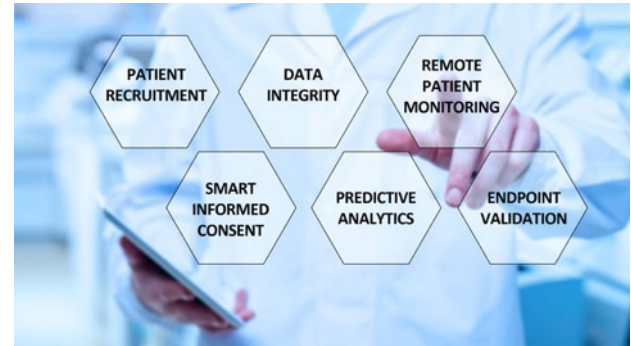 PATIENT
RECRUITMENT
DATA
INTEGRITY
REMOTE
PATIENT
MONITORING
SMART
INFORMED
CONSENT
PREDICTIVE
ANALYTICS
ENDPOINT
VALIDATION